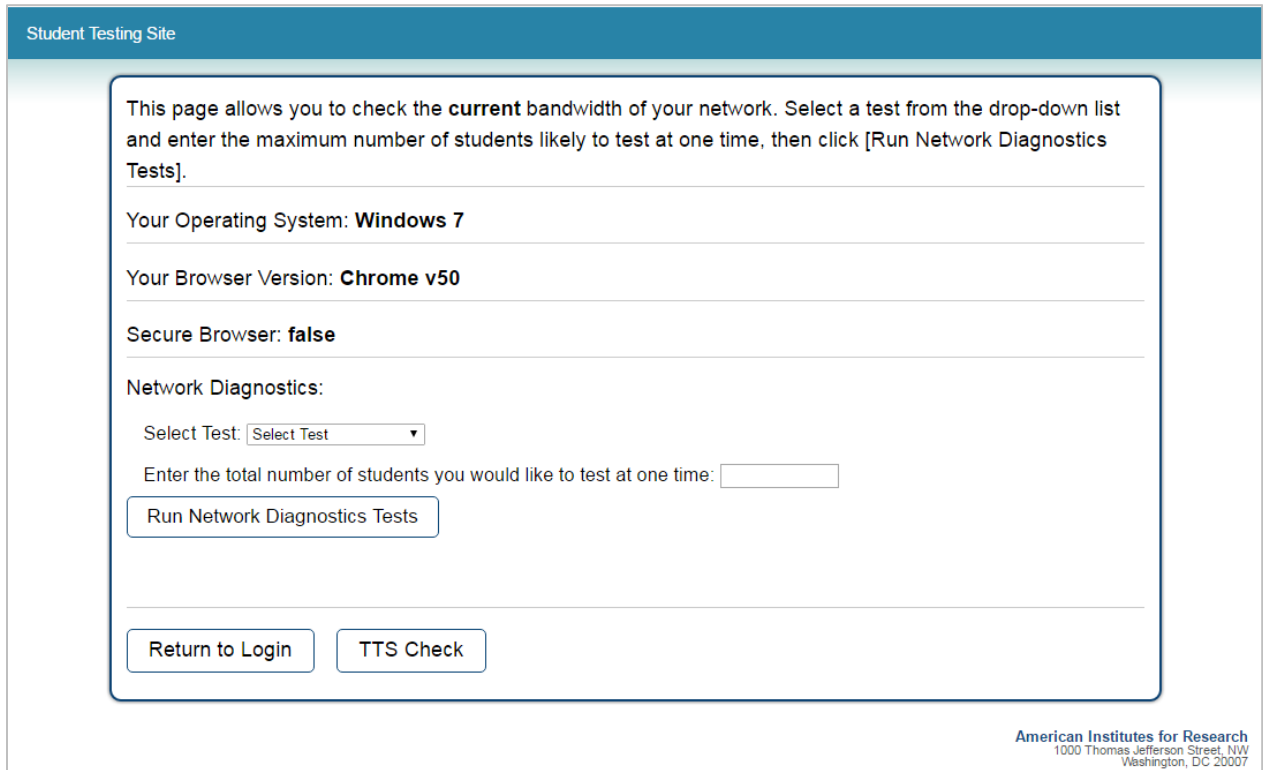 Student Testing Site
This page allows you to check the current bandwidth of your network. Select a test from the drop-down list
and enter the maximum number of students likely to test at one time, then click [Run Network Diagnostics
Tests].
Your Operating System: Windows 7
Your Browser Version: Chrome v50
Secure Browser: false
Network Diagnostics:
Select Test: Select Test
Enter the total number of students you would like to test at one time:
Run Network Diagnostics Tests
Return to Login TTS Check
American Institutes for Research
1000 Thomas Jefferson Street, NW
Washington, DC 20007